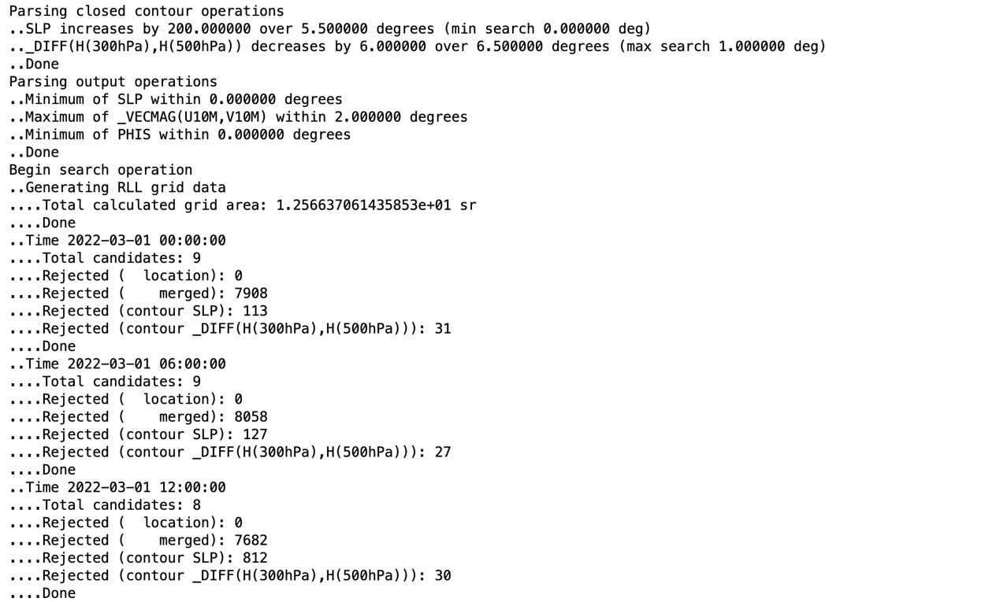 Parsing closed contour operations
..SLP increases by 200.000000 over 5.500000 degrees (min search 0.000000 deg)
.._DIFF(H(300hPa),H(500hPa)) decreases by 6.000000 over 6.500000 degrees (max search 1.000000 deg)
..Done
Parsing output operations
..Minimum of SLP within 0.000000 degrees
..Maximum of _VECMAG(U10M,V10M) within 2.000000 degrees
..Minimum of PHIS within 0.000000 degrees
..Done
Begin search operation
..Generating RLL grid data
....Total calculated grid area: 1.256637061435853e+01 sr
....Done
..Time 2022-03-01 00:00:00
....Total candidates: 9
....Rejected (  location): 0
....Rejected (    merged): 7908
....Rejected (contour SLP): 113
....Rejected (contour _DIFF(H(300hPa),H(500hPa))): 31
....Done
..Time 2022-03-01 06:00:00
....Total candidates: 9
....Rejected (  location): 0
....Rejected (    merged): 8058
....Rejected (contour SLP): 127
....Rejected (contour _DIFF(H(300hPa),H(500hPa))): 27
....Done
..Time 2022-03-01 12:00:00
....Total candidates: 8
....Rejected (  location): 0
....Rejected (    merged): 7682
....Rejected (contour SLP): 812
....Rejected (contour _DIFF(H(300hPa),H(500hPa))): 30
....Done